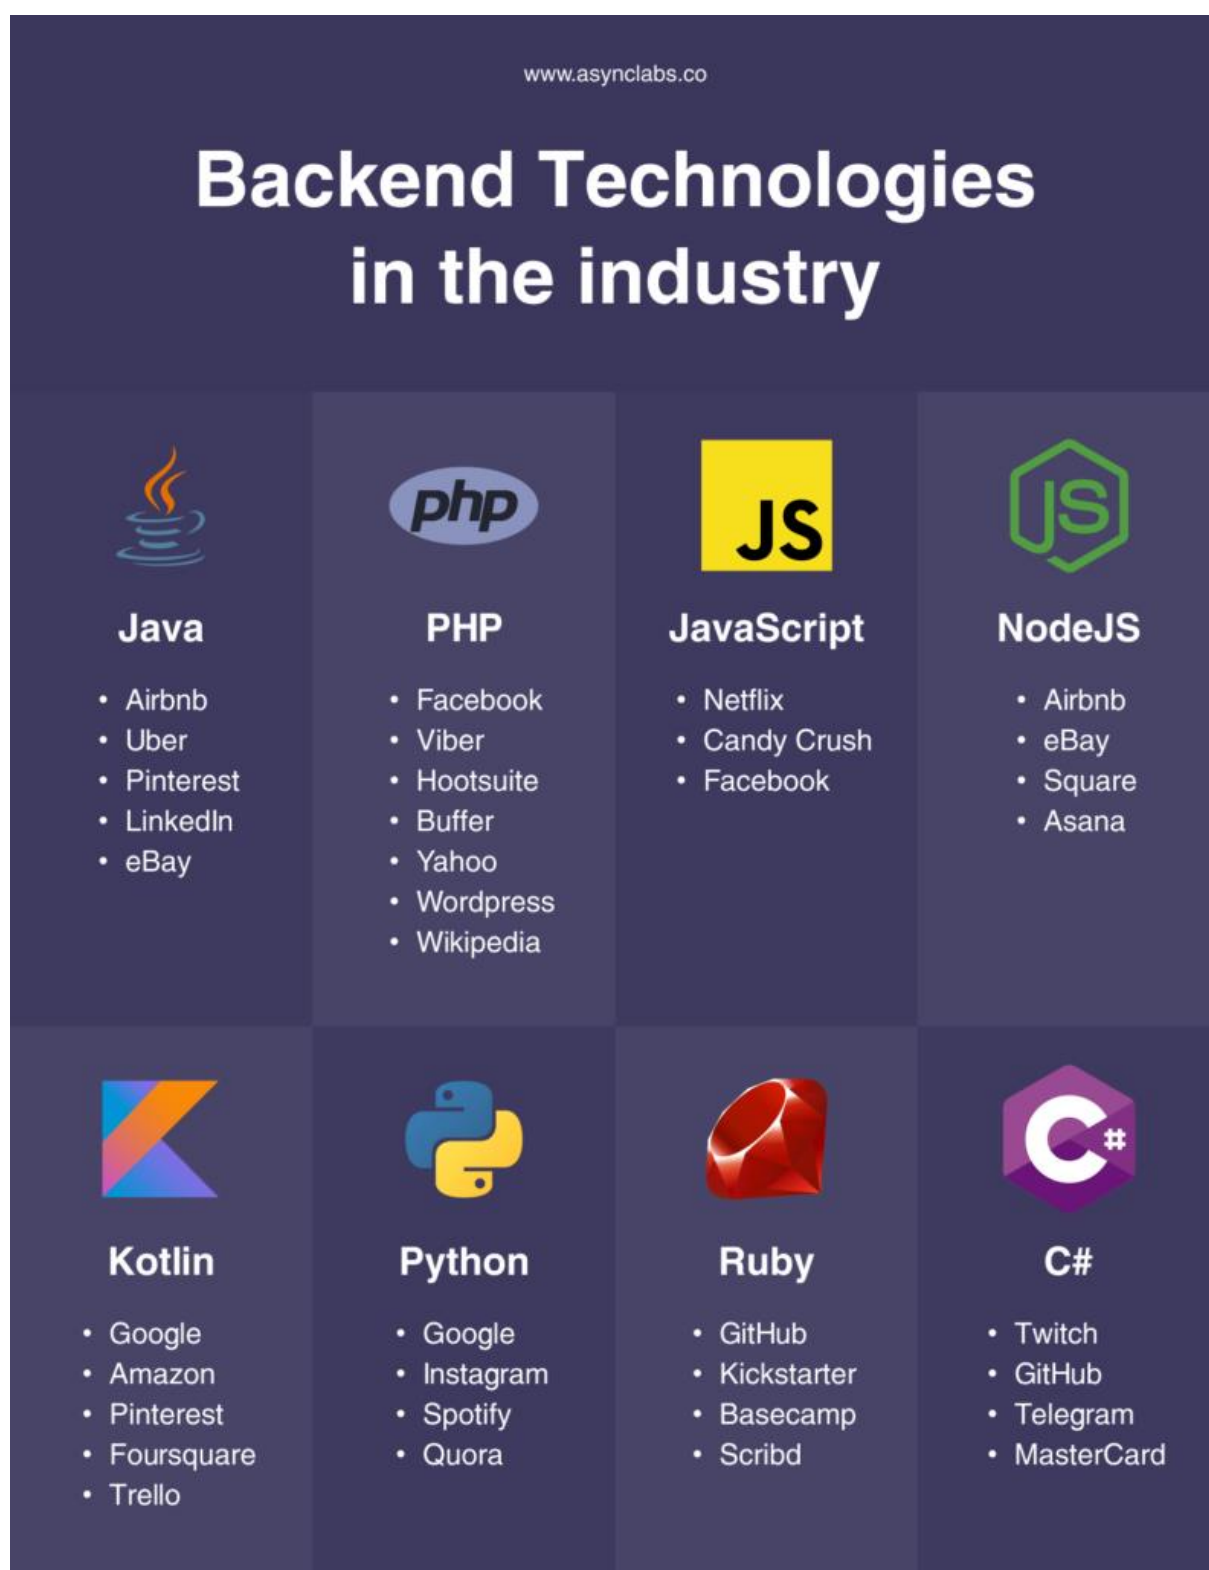 www.asynclabs.co
Backend Technologies
in the industry
php
JS
JS
Java
PHP
JavaScript
NodeJS
• Airbnb
• Uber
• Pinterest
• LinkedIn
• eBay
• Facebook
• Viber
• Hootsuite
• Buffer
• Yahoo
• Wordpress
• Wikipedia
• Netflix
• Candy Crush
• Facebook
• Airbnb
• eBay
• Square
• Asana
C#
Kotlin
Python
Ruby
C#
• Google
• Amazon
• Pinterest
• Foursquare
• Trello
• Google
• Instagram
• Spotify
• Quora
• GitHub
• Kickstarter
• Basecamp
• Scribd
• Twitch
• GitHub
• Telegram
• MasterCard